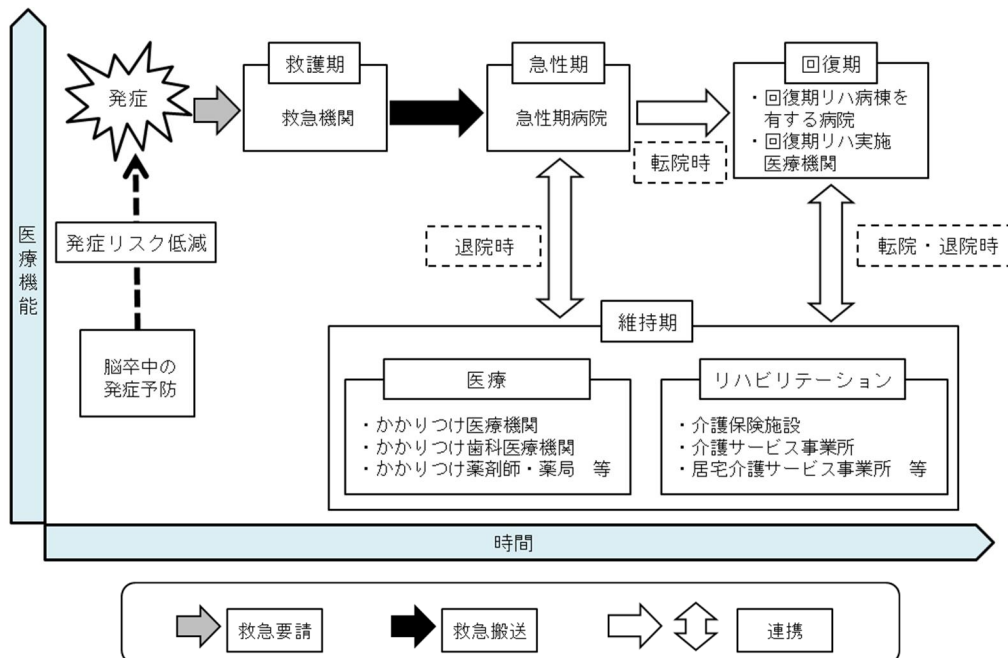 発症
救護期
救急機関
急性期
急性期病院
回復期
・回復期リハ病棟を
有する病院
・回復期リハ実施
医療機関
転院時
退院時
転院・退院時
医療機能
発症リスク低減
脳卒中の
発症予防
維持期
医療
・かかりつけ医療機関
・かかりつけ歯科医療機関
・かかりつけ薬剤師・薬局　等
リハビリテーション
・介護保険施設
・介護サービス事業所
・居宅介護サービス事業所　等
時間
救急要請
救急搬送
連携